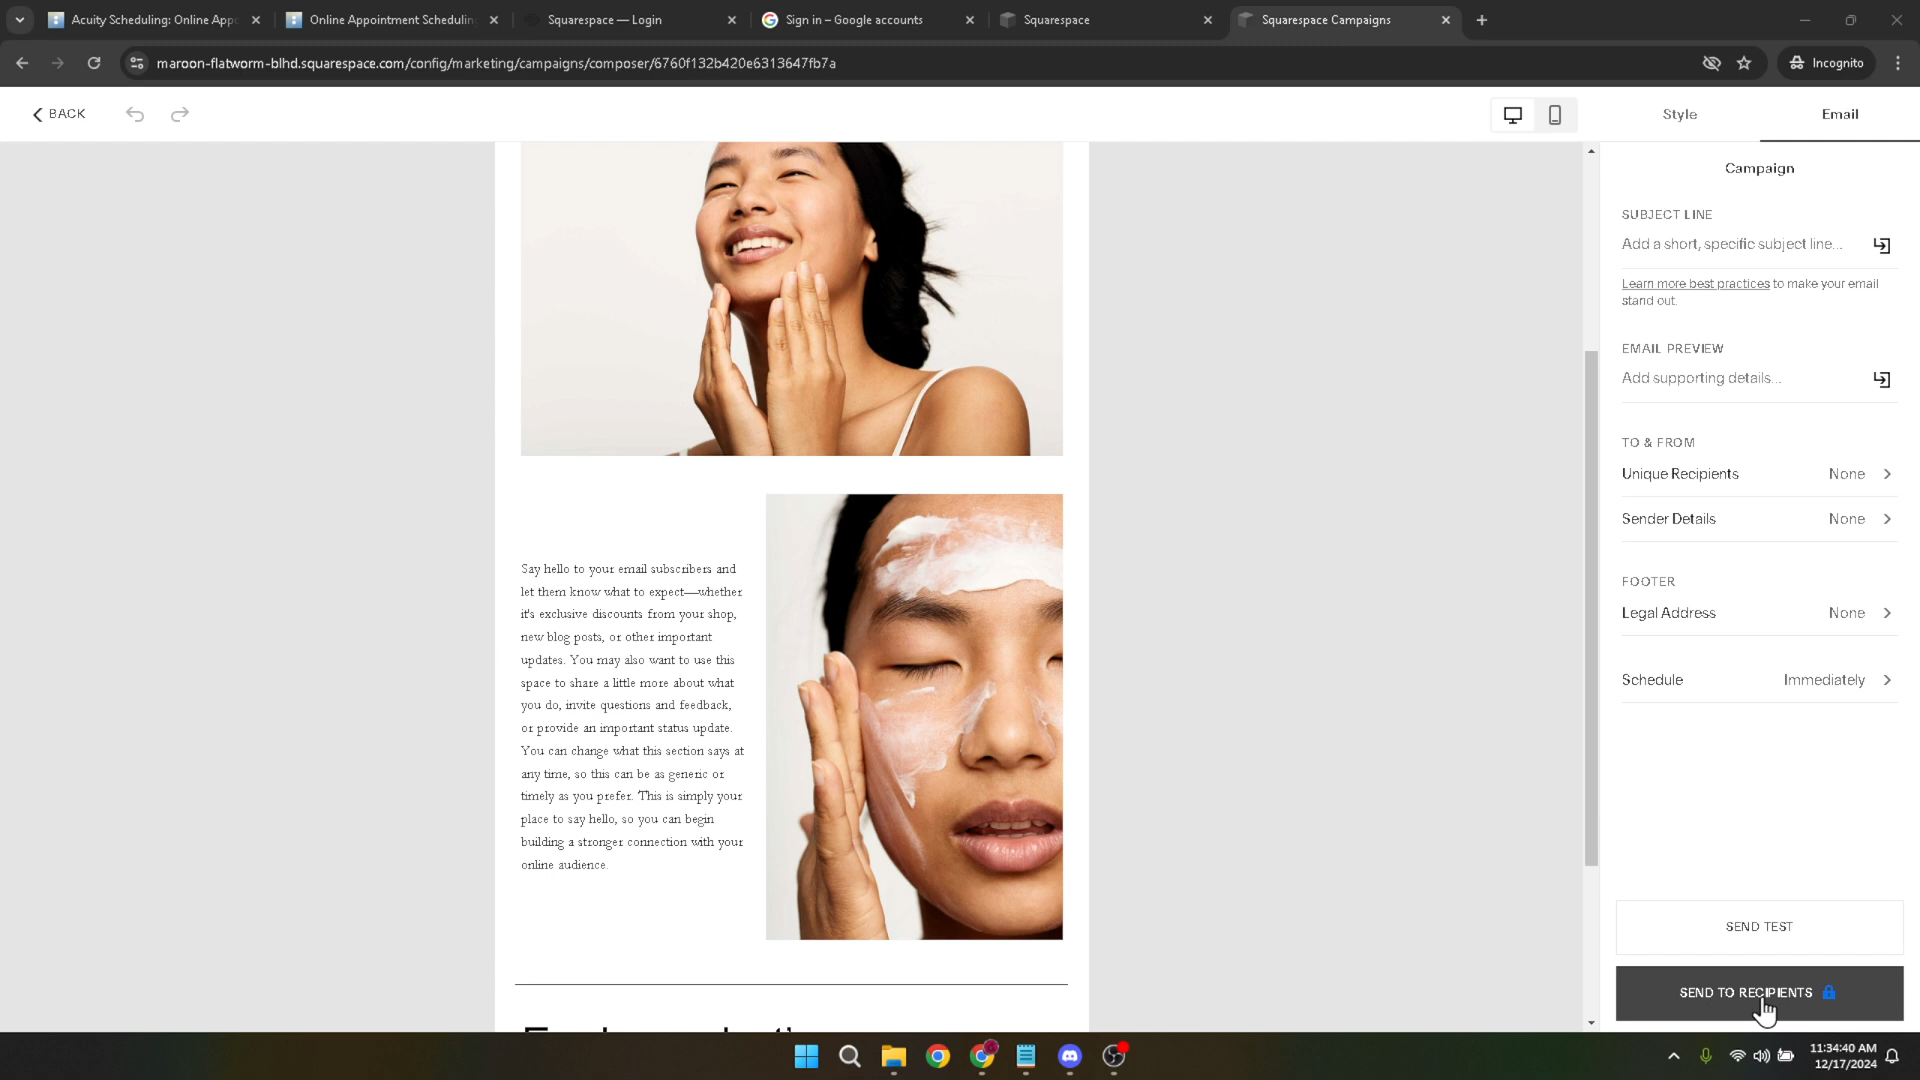 Acuity Scheduling: Online Appo
Online Appointment Scheduling
Squarespace — Login
Sign in – Google accounts
Squarespace
Squarespace Campaigns
maroon-flatworm-blhd.squarespace.com/config/marketing/campaigns/composer/6760f132b420e6313647fb7a
Incognito
BACK
Style
Email
Campaign
SUBJECT LINE
Add a short, specific subject line...
Learn more best practices to make your email
stand out.
EMAIL PREVIEW
Add supporting details...
TO & FROM
Unique Recipients None
Sender Details None
FOOTER
Legal Address None
Schedule Immediately
SEND TEST
SEND TO RECIPIENTS
Say hello to your email subscribers and
let them know what to expect—whether
it's exclusive discounts from your shop,
new blog posts, or other important
updates. You may also want to use this
space to share a little more about what
you do, invite questions and feedback,
or provide an important status update.
You can change what this section says at
any time, so this can be as generic or
timely as you prefer. This is simply your
place to say hello, so you can begin
building a stronger connection with your
online audience.
11:34:40 AM
12/17/2024